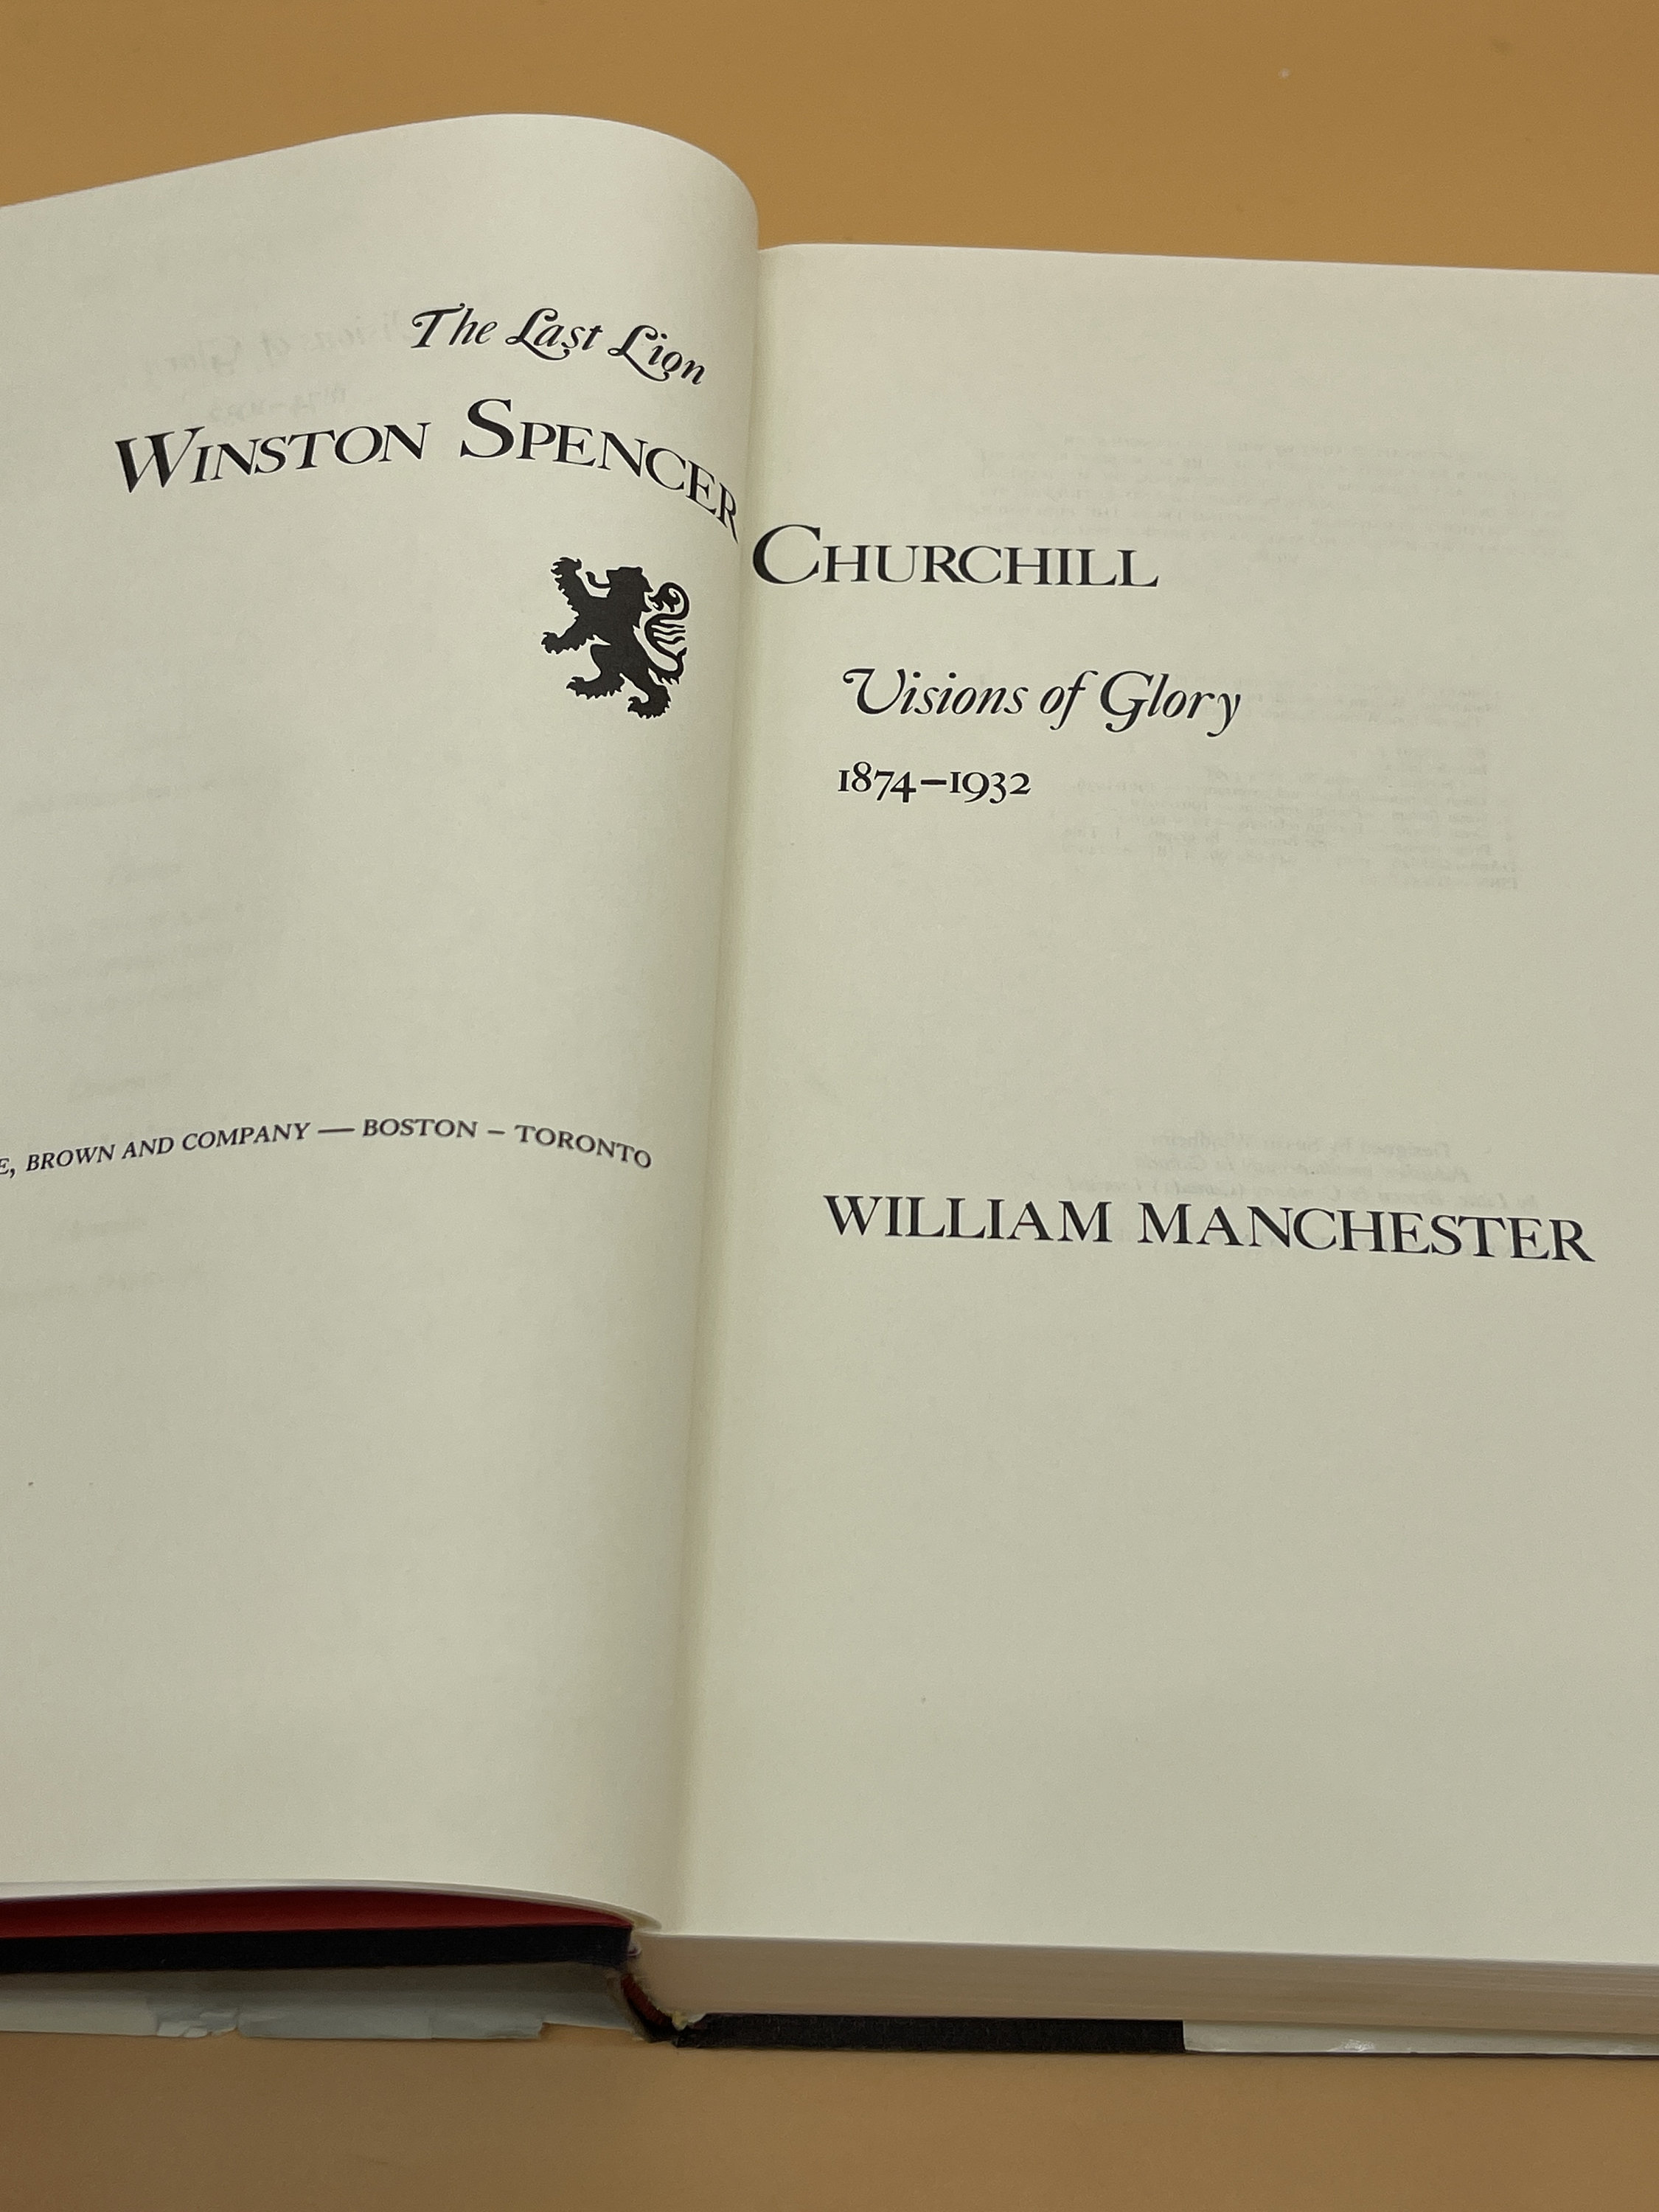 The Last Lion
WINSTON SPENCER CHURCHILL
Visions of Glory
1874–1932
E, BROWN AND COMPANY — BOSTON – TORONTO
WILLIAM MANCHESTER